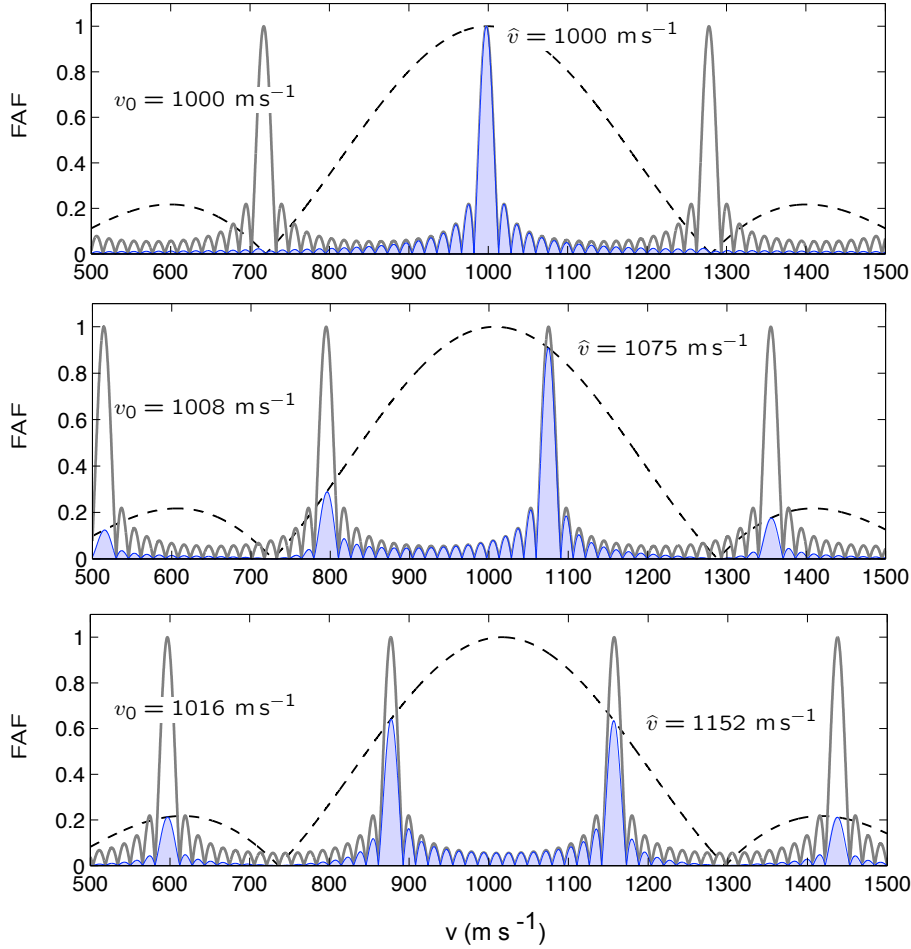 1
0.8
0.6
0.4
0.2
0
FAF
v₀ = 1000 m s⁻¹
v̂ = 1000 m s⁻¹
500 600 700 800 900 1000 1100 1200 1300 1400 1500
1
0.8
0.6
0.4
0.2
0
FAF
v₀ = 1008 m s⁻¹
v̂ = 1075 m s⁻¹
500 600 700 800 900 1000 1100 1200 1300 1400 1500
1
0.8
0.6
0.4
0.2
0
FAF
v₀ = 1016 m s⁻¹
v̂ = 1152 m s⁻¹
500 600 700 800 900 1000 1100 1200 1300 1400 1500
v (m s⁻¹)